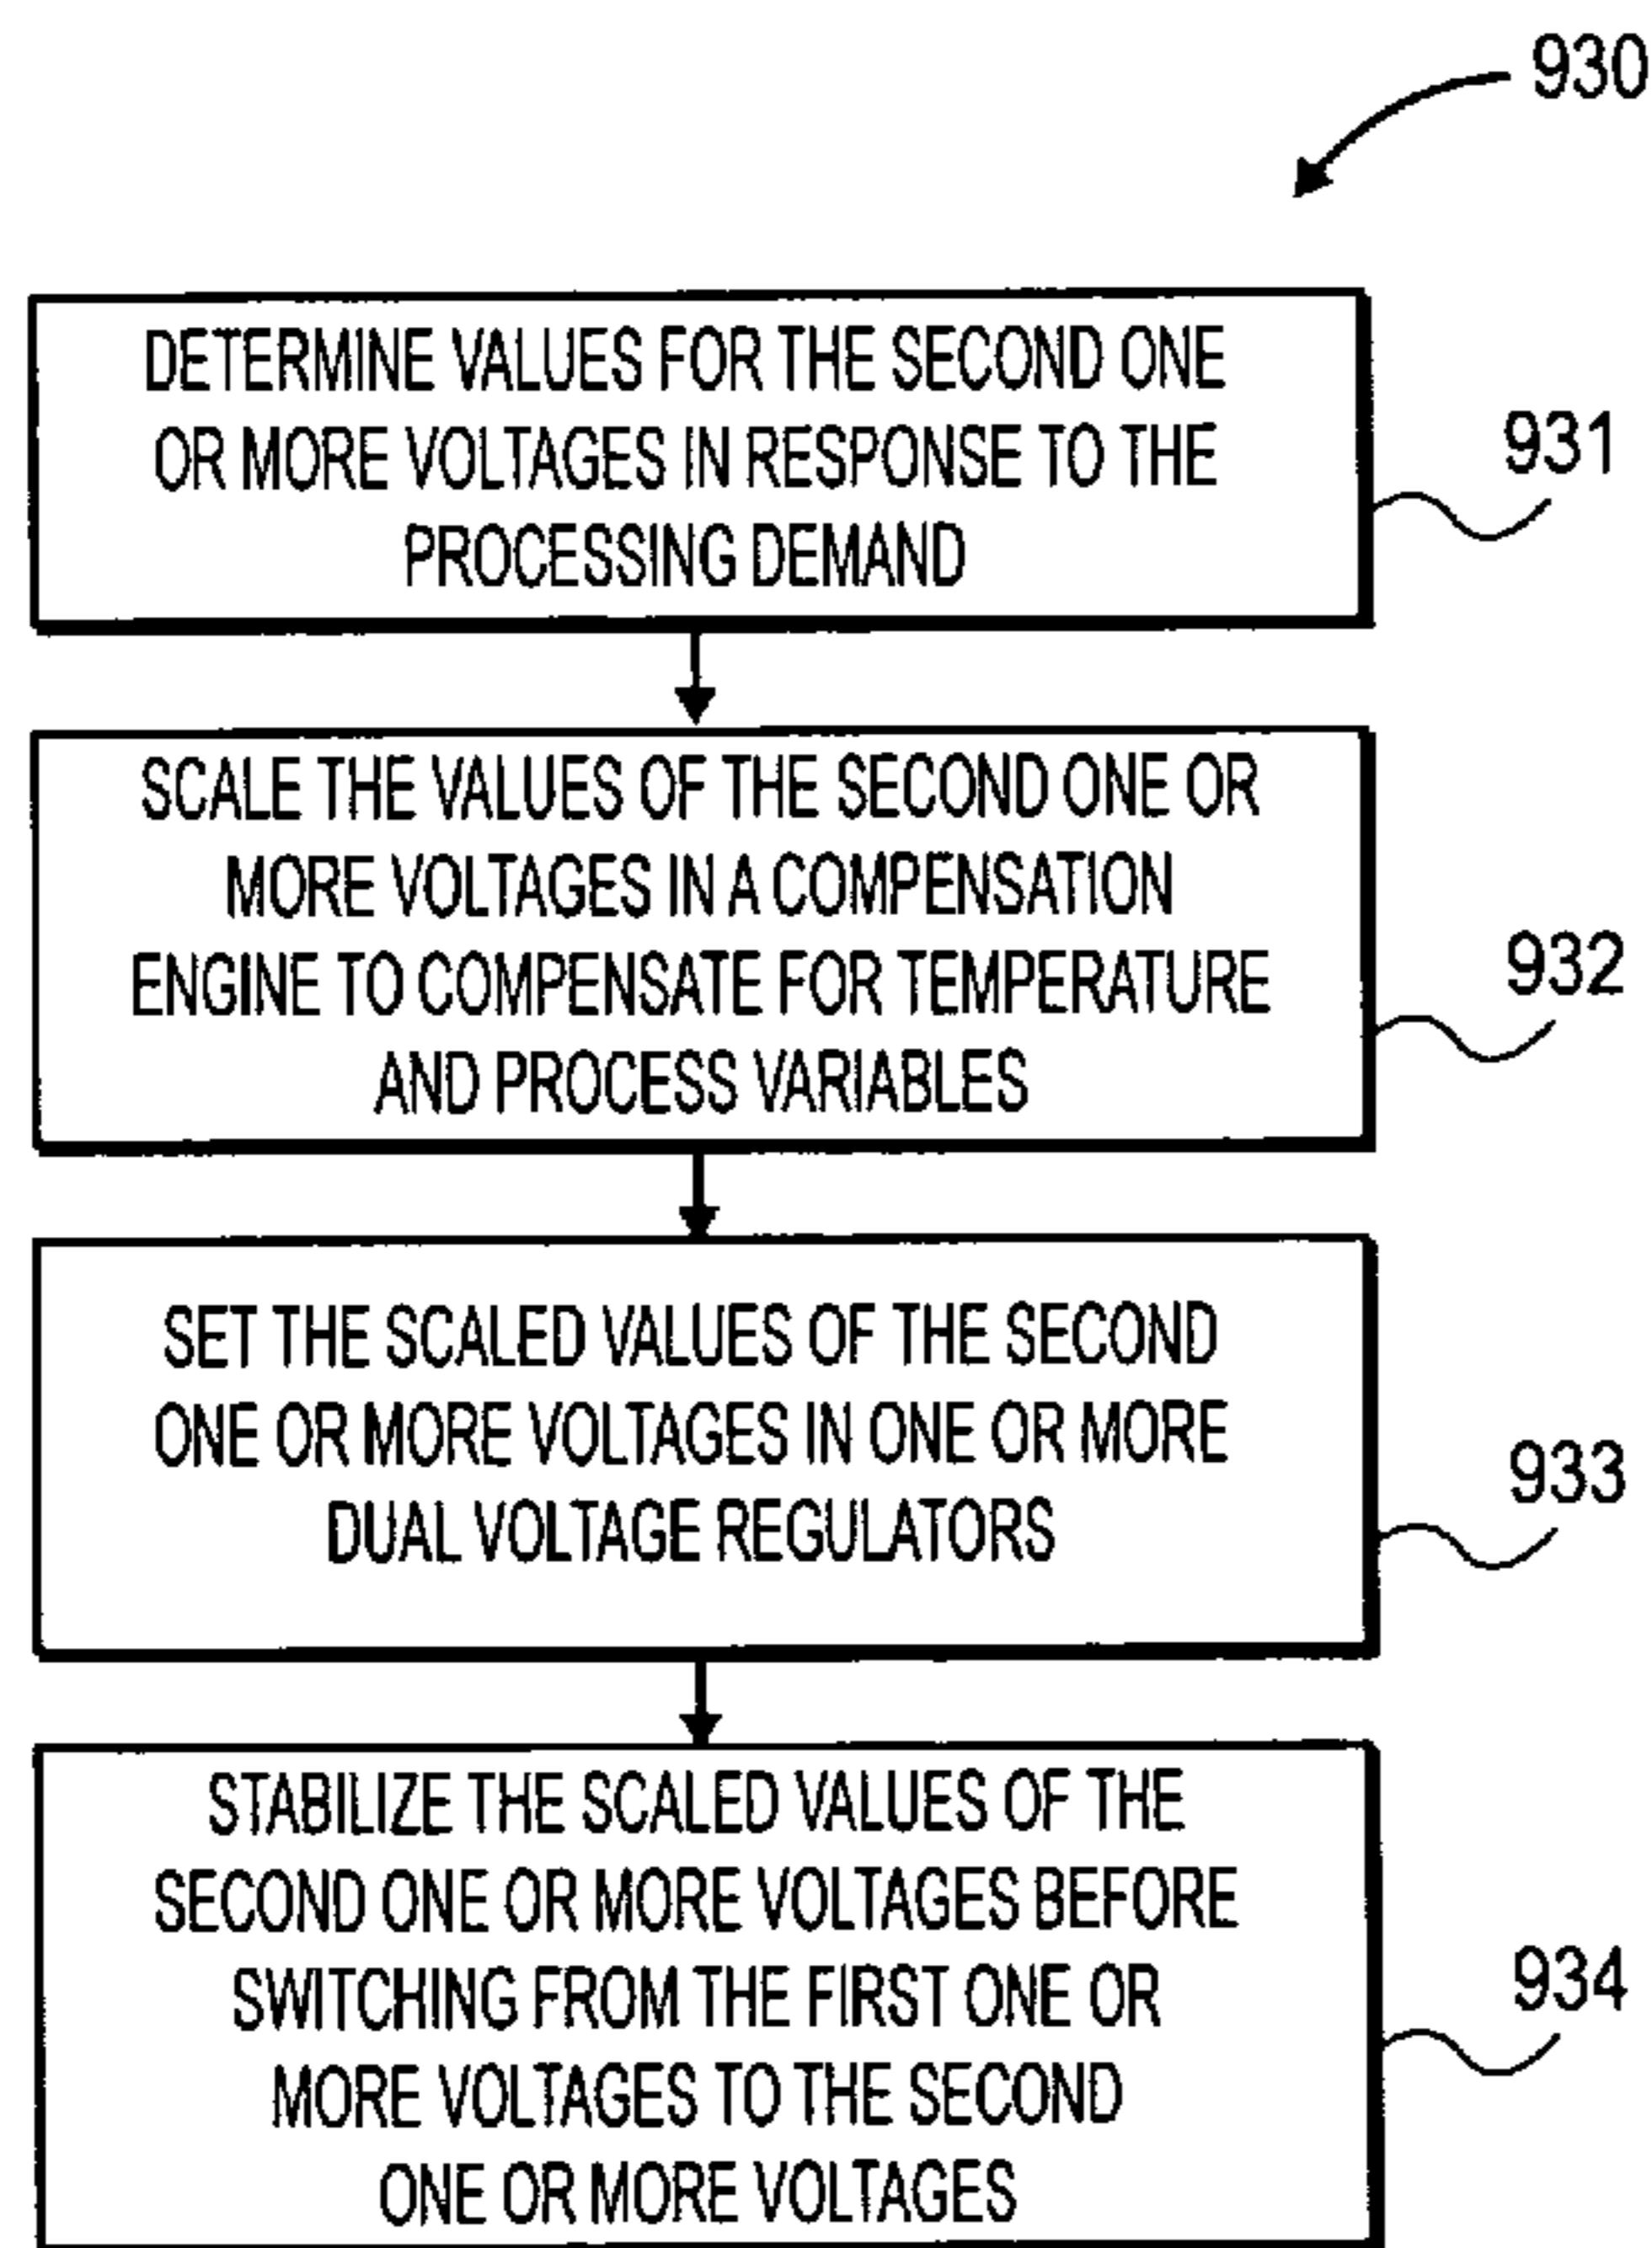 930
DETERMINE VALUES FOR THE SECOND ONE
OR MORE VOLTAGES IN RESPONSE TO THE
PROCESSING DEMAND
931
SCALE THE VALUES OF THE SECOND ONE OR
MORE VOLTAGES IN A COMPENSATION
ENGINE TO COMPENSATE FOR TEMPERATURE
AND PROCESS VARIABLES
932
SET THE SCALED VALUES OF THE SECOND
ONE OR MORE VOLTAGES IN ONE OR MORE
DUAL VOLTAGE REGULATORS
933
STABILIZE THE SCALED VALUES OF THE
SECOND ONE OR MORE VOLTAGES BEFORE
SWITCHING FROM THE FIRST ONE OR
MORE VOLTAGES TO THE SECOND
ONE OR MORE VOLTAGES
934